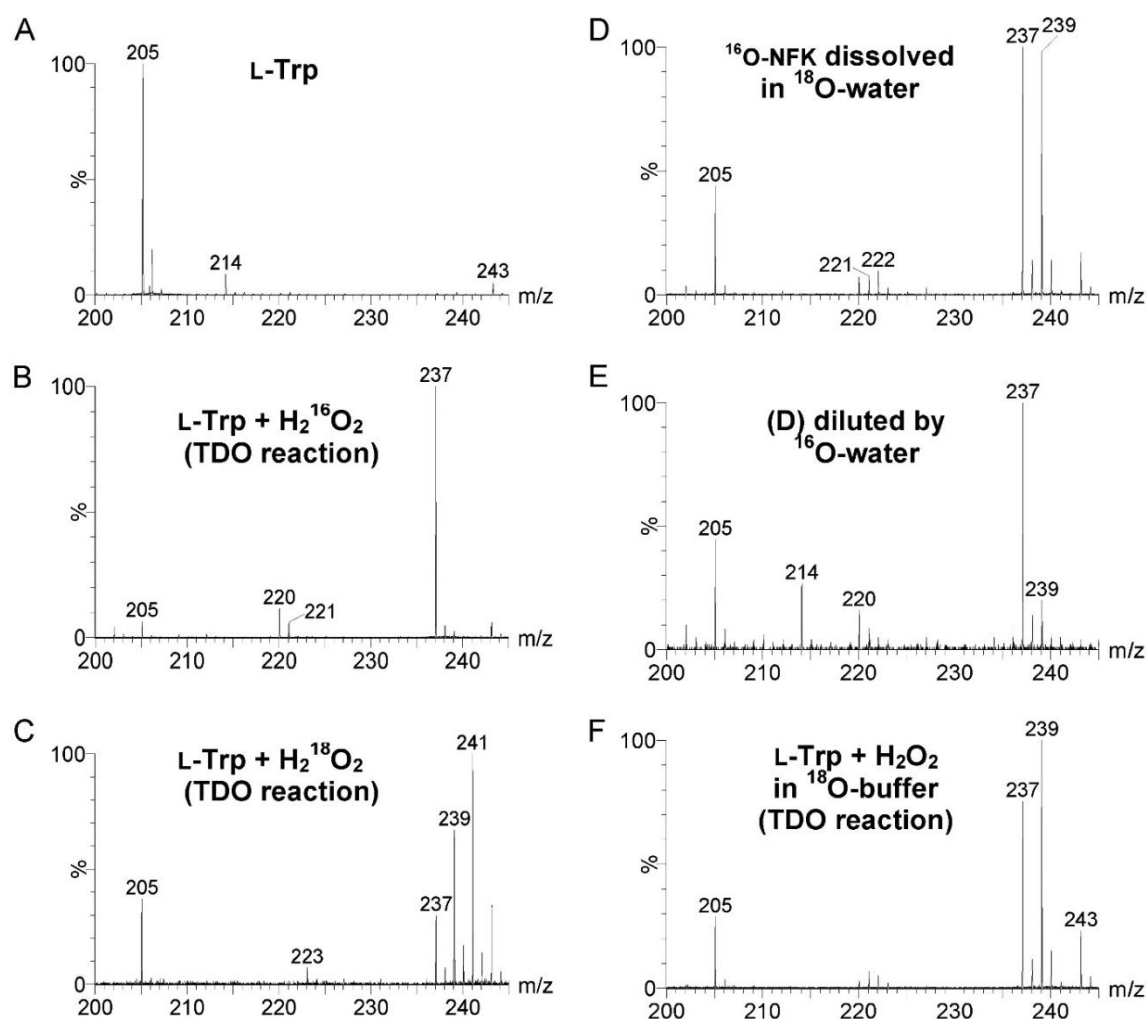 A
L-Trp
205
100
%
214
243
0
200 210 220 230 240 m/z
B
L-Trp + H₂¹⁶O₂
(TDO reaction)
237
100
%
205
220
221
0
200 210 220 230 240 m/z
C
L-Trp + H₂¹⁸O₂
(TDO reaction)
241
100
239
%
205
237
223
0
200 210 220 230 240 m/z
D
¹⁶O-NFK dissolved
in ¹⁸O-water
237 239
100
%
205
221 222
0
200 210 220 230 240 m/z
E
(D) diluted by
¹⁶O-water
237
100
%
205
214
220
239
0
200 210 220 230 240 m/z
F
L-Trp + H₂O₂
in ¹⁸O-buffer
(TDO reaction)
239
100
237
%
205
243
0
200 210 220 230 240 m/z